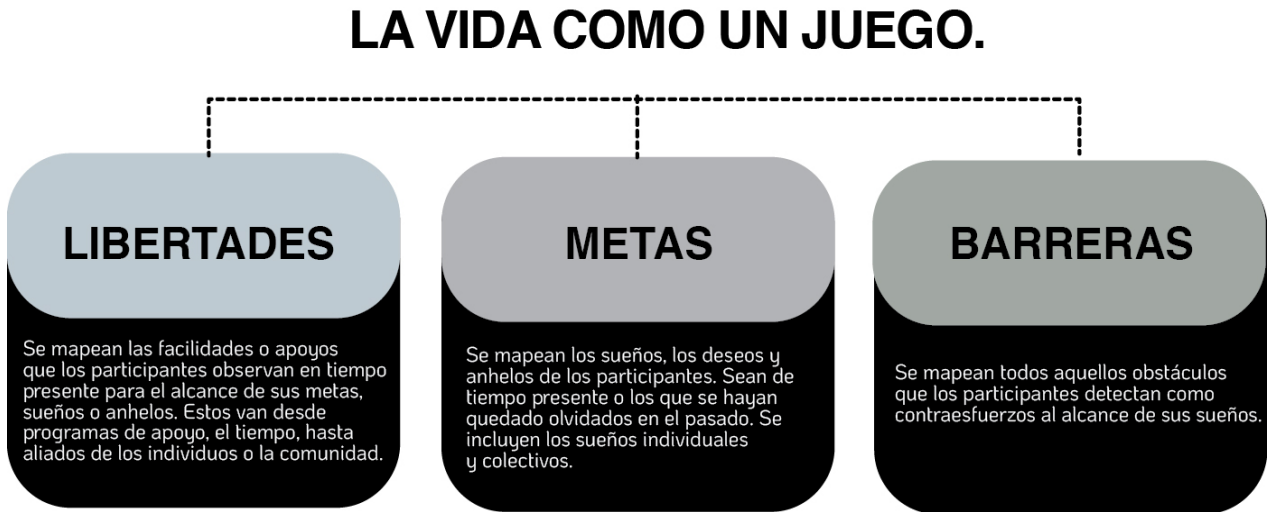 LA VIDA COMO UN JUEGO.
LIBERTADES
Se mapean las facilidades o apoyos
que los participantes observan en tiempo
presente para el alcance de sus metas,
sueños o anhelos. Estos van desde
programas de apoyo, el tiempo, hasta
aliados de los individuos o la comunidad.
METAS
Se mapean los sueños, los deseos y
anhelos de los participantes. Sean de
tiempo presente o los que se hayan
quedado olvidados en el pasado. Se
incluyen los sueños individuales
y colectivos.
BARRERAS
Se mapean todos aquellos obstáculos
que los participantes detectan como
contraesfuerzos al alcance de sus sueños.